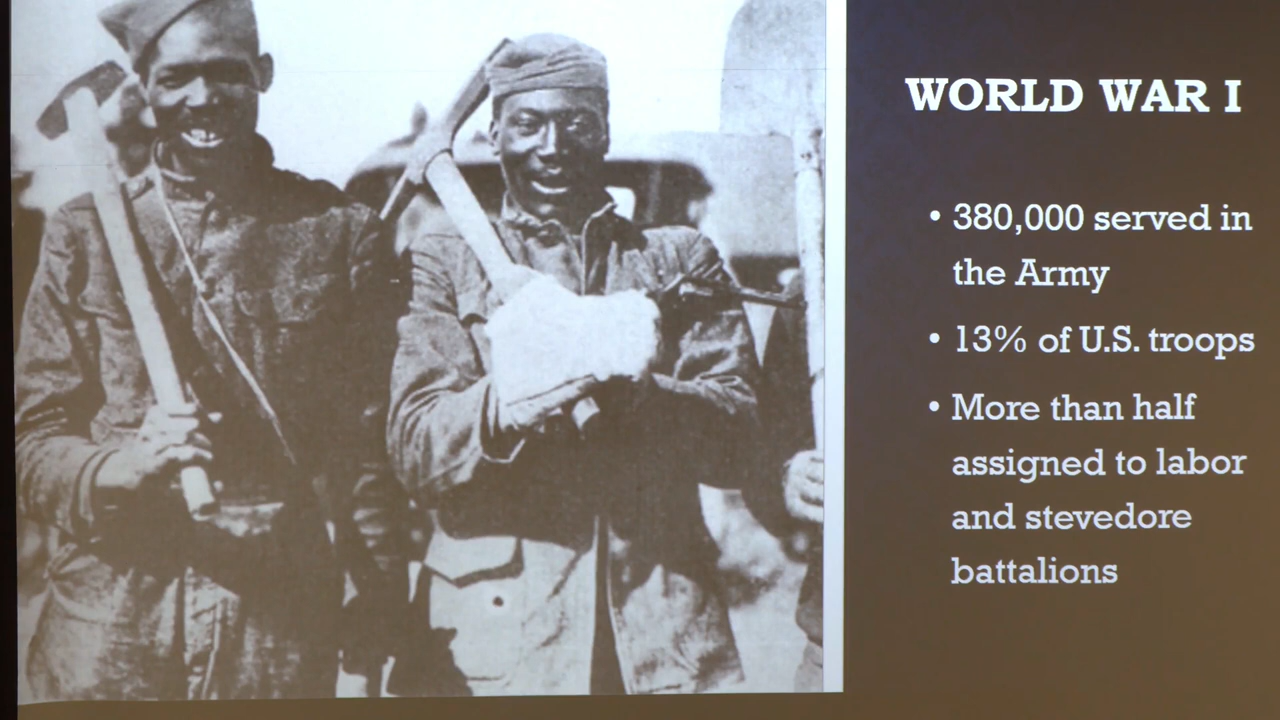 WORLD WAR I
• 380,000 served in
the Army
• 13% of U.S. troops
• More than half
assigned to labor
and stevedore
battalions